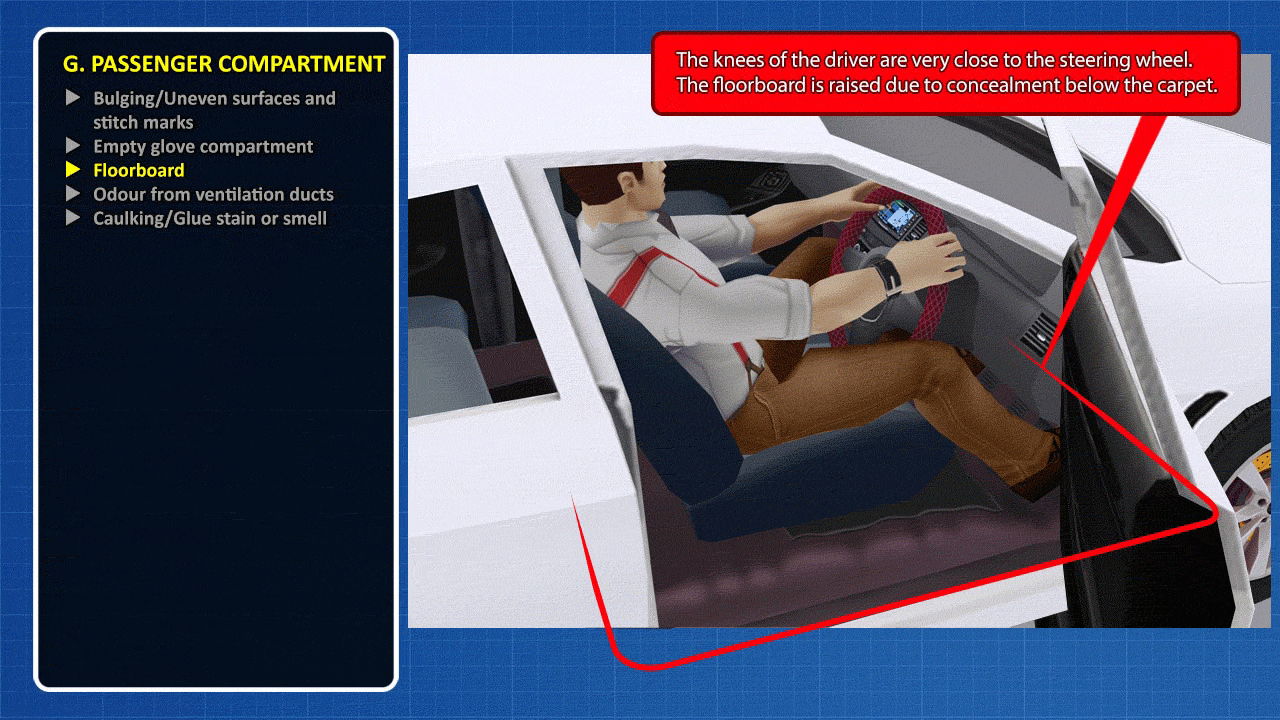 G. PASSENGER COMPARTMENT
Bulging/Uneven surfaces and
stitch marks
Empty glove compartment
Floorboard
Odour from ventilation ducts
Caulking/Glue stain or smell
The knees of the driver are very close to the steering wheel.
The floorboard is raised due to concealment below the carpet.